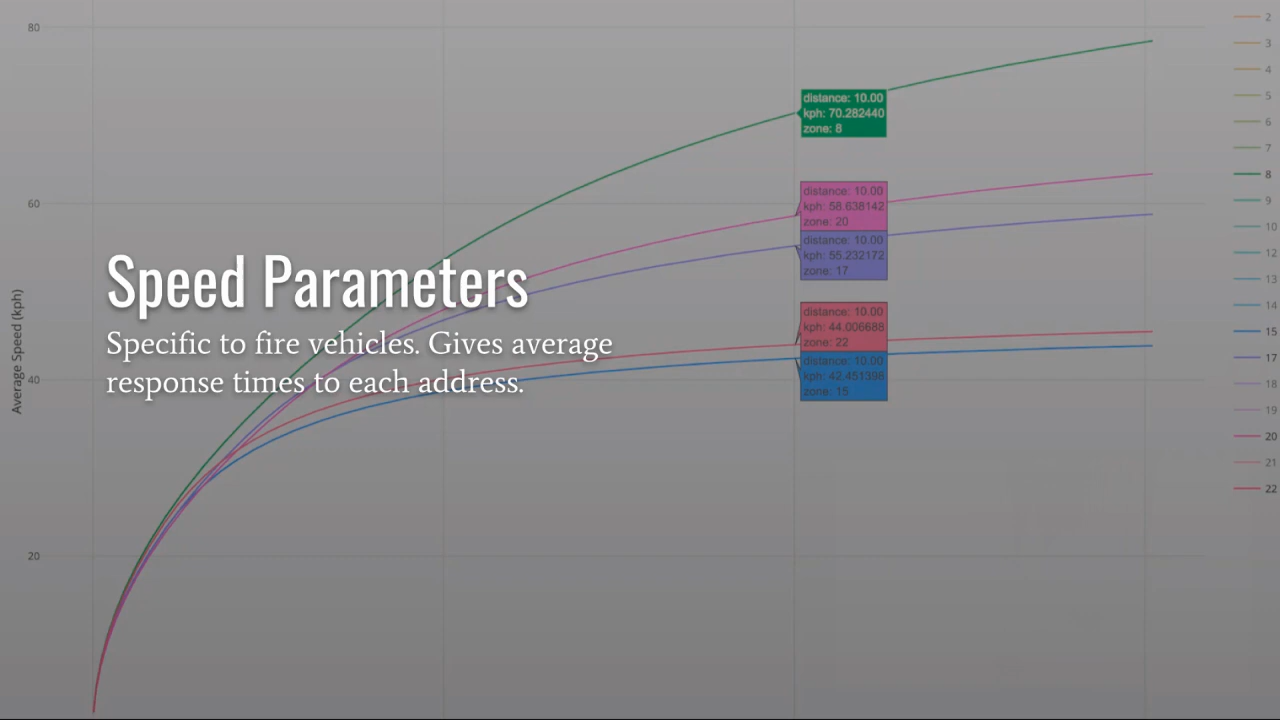 Speed Parameters
Specific to fire vehicles. Gives average
response times to each address.
Average Speed (kph)
80
60
40
20
distance: 10.00
kph: 70.282440
zone: 8
distance: 10.00
kph: 58.638142
zone: 20
distance: 10.00
kph: 55.232172
zone: 17
distance: 10.00
kph: 44.006688
zone: 22
distance: 10.00
kph: 42.451398
zone: 15
2
3
4
5
6
7
8
9
10
12
13
14
15
17
18
19
20
21
22